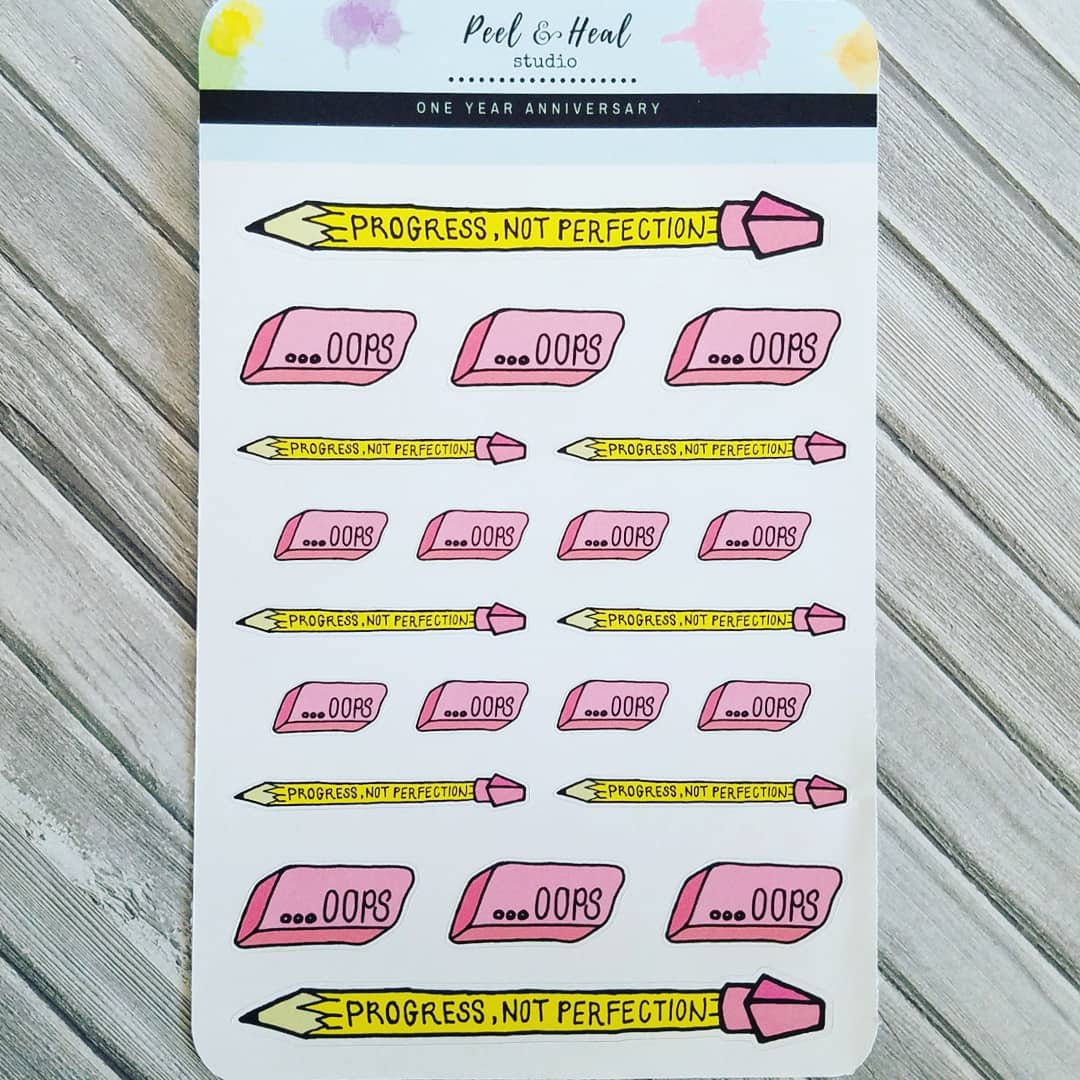 Peel & Heal
studio
ONE YEAR ANNIVERSARY
PROGRESS, NOT PERFECTION
...OOPS ...OOPS ...OOPS
PROGRESS, NOT PERFECTION PROGRESS, NOT PERFECTION
...OOPS ...OOPS ...OOPS ...OOPS
PROGRESS, NOT PERFECTION PROGRESS, NOT PERFECTION
...OOPS ...OOPS ...OOPS ...OOPS
PROGRESS, NOT PERFECTION PROGRESS, NOT PERFECTION
...OOPS ...OOPS ...OOPS
PROGRESS, NOT PERFECTION